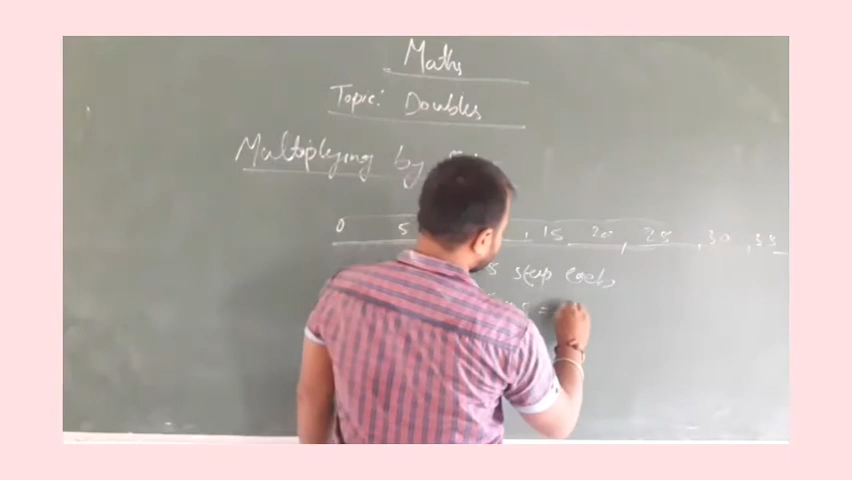 Maths
Topic: Doubles
Multiplying by
0 5 , 15 20 , 25 , 30 , 35
5 step each